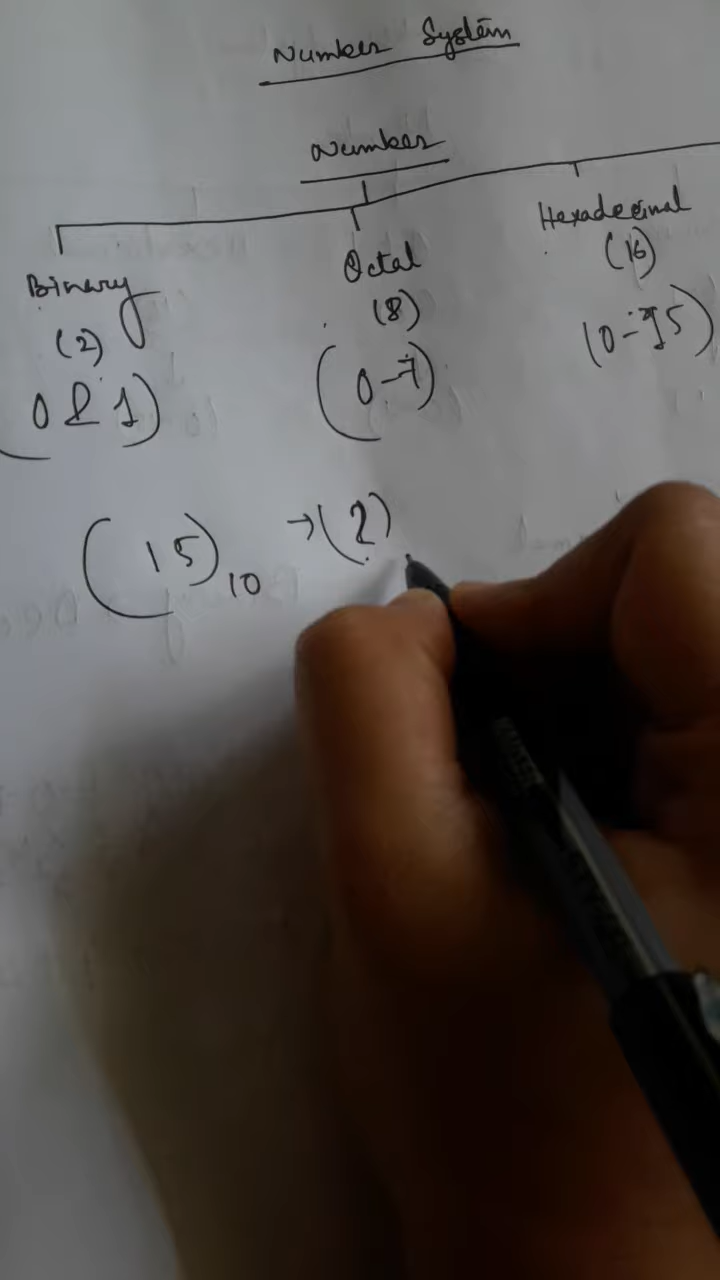 Number System
Number
Binary Octal Hexadecimal
(2) (8) (16)
(0 & 1) (0-7) (0-15)
(15)10 → (2)